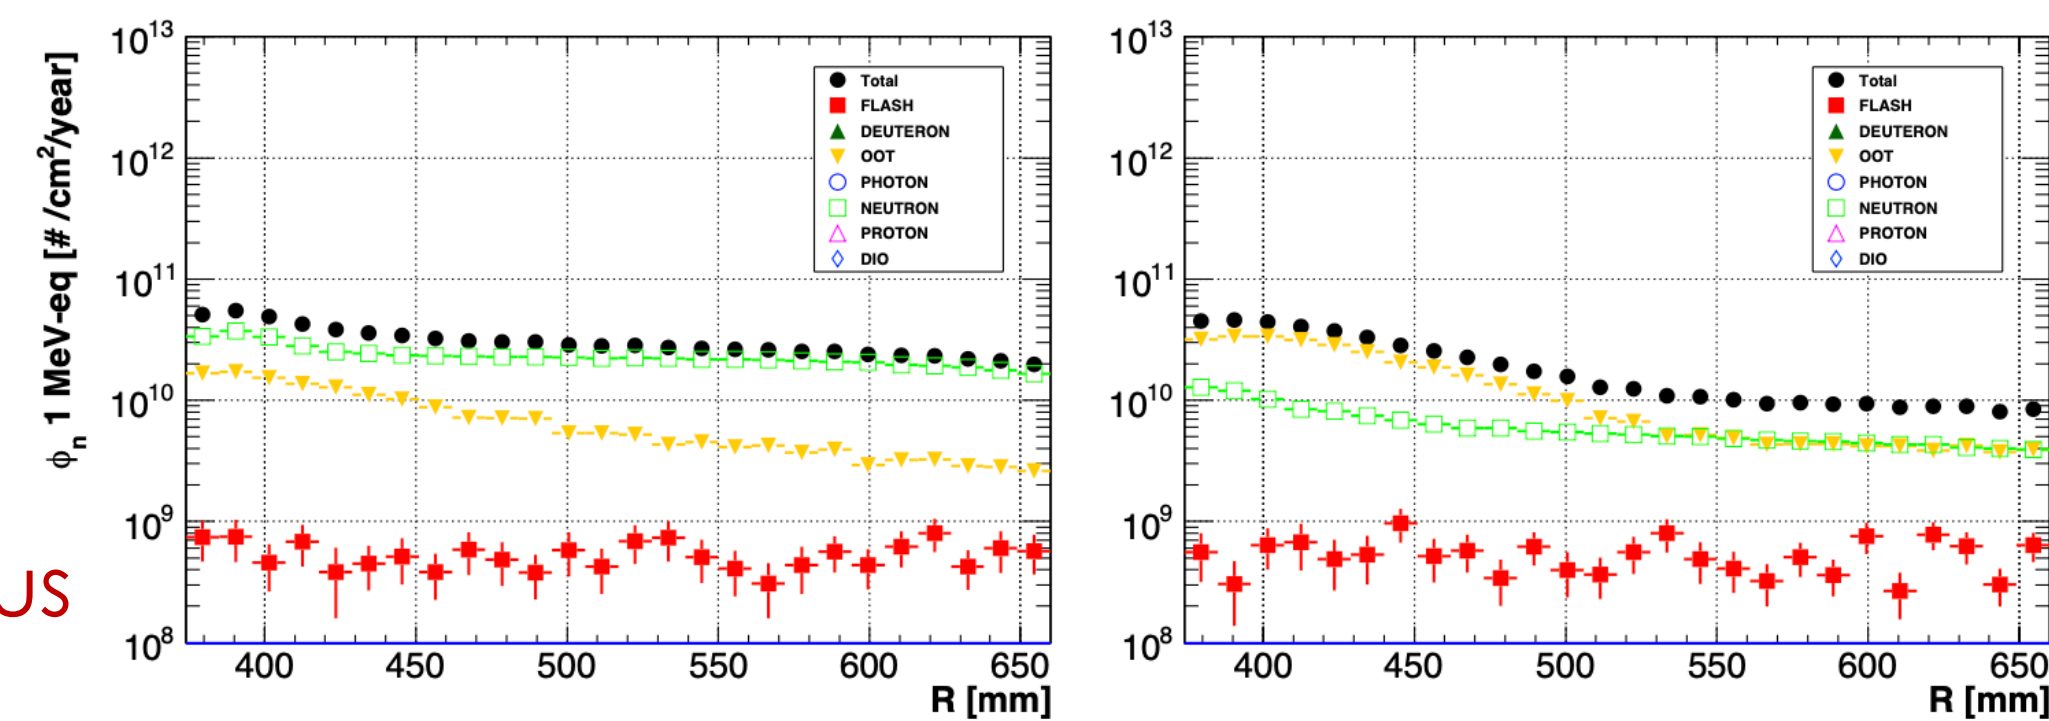 ϕn 1 MeV-eq [# /cm²/year]
10¹³
10¹²
10¹¹
10¹⁰
10⁹
10⁸
Total
FLASH
DEUTERON
OOT
PHOTON
NEUTRON
PROTON
DIO
400 450 500 550 600 650
R [mm]
US
10¹³
10¹²
10¹¹
10¹⁰
10⁹
10⁸
Total
FLASH
DEUTERON
OOT
PHOTON
NEUTRON
PROTON
DIO
400 450 500 550 600 650
R [mm]